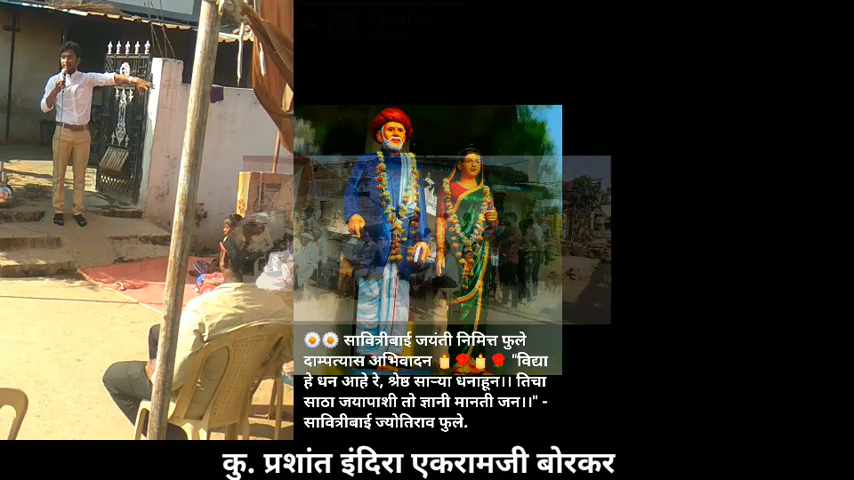 🌼🌼 सावित्रीबाई जयंती निमित्त फुले
दाम्पत्यास अभिवादन 🕯️🌹🕯️🌹 "विद्या
हे धन आहे रे, श्रेष्ठ साऱ्या धनाहून।। तिचा
साठा जयापाशी तो ज्ञानी मानती जन।।" -
सावित्रीबाई ज्योतिराव फुले.
कु. प्रशांत इंदिरा एकरामजी बोरकर